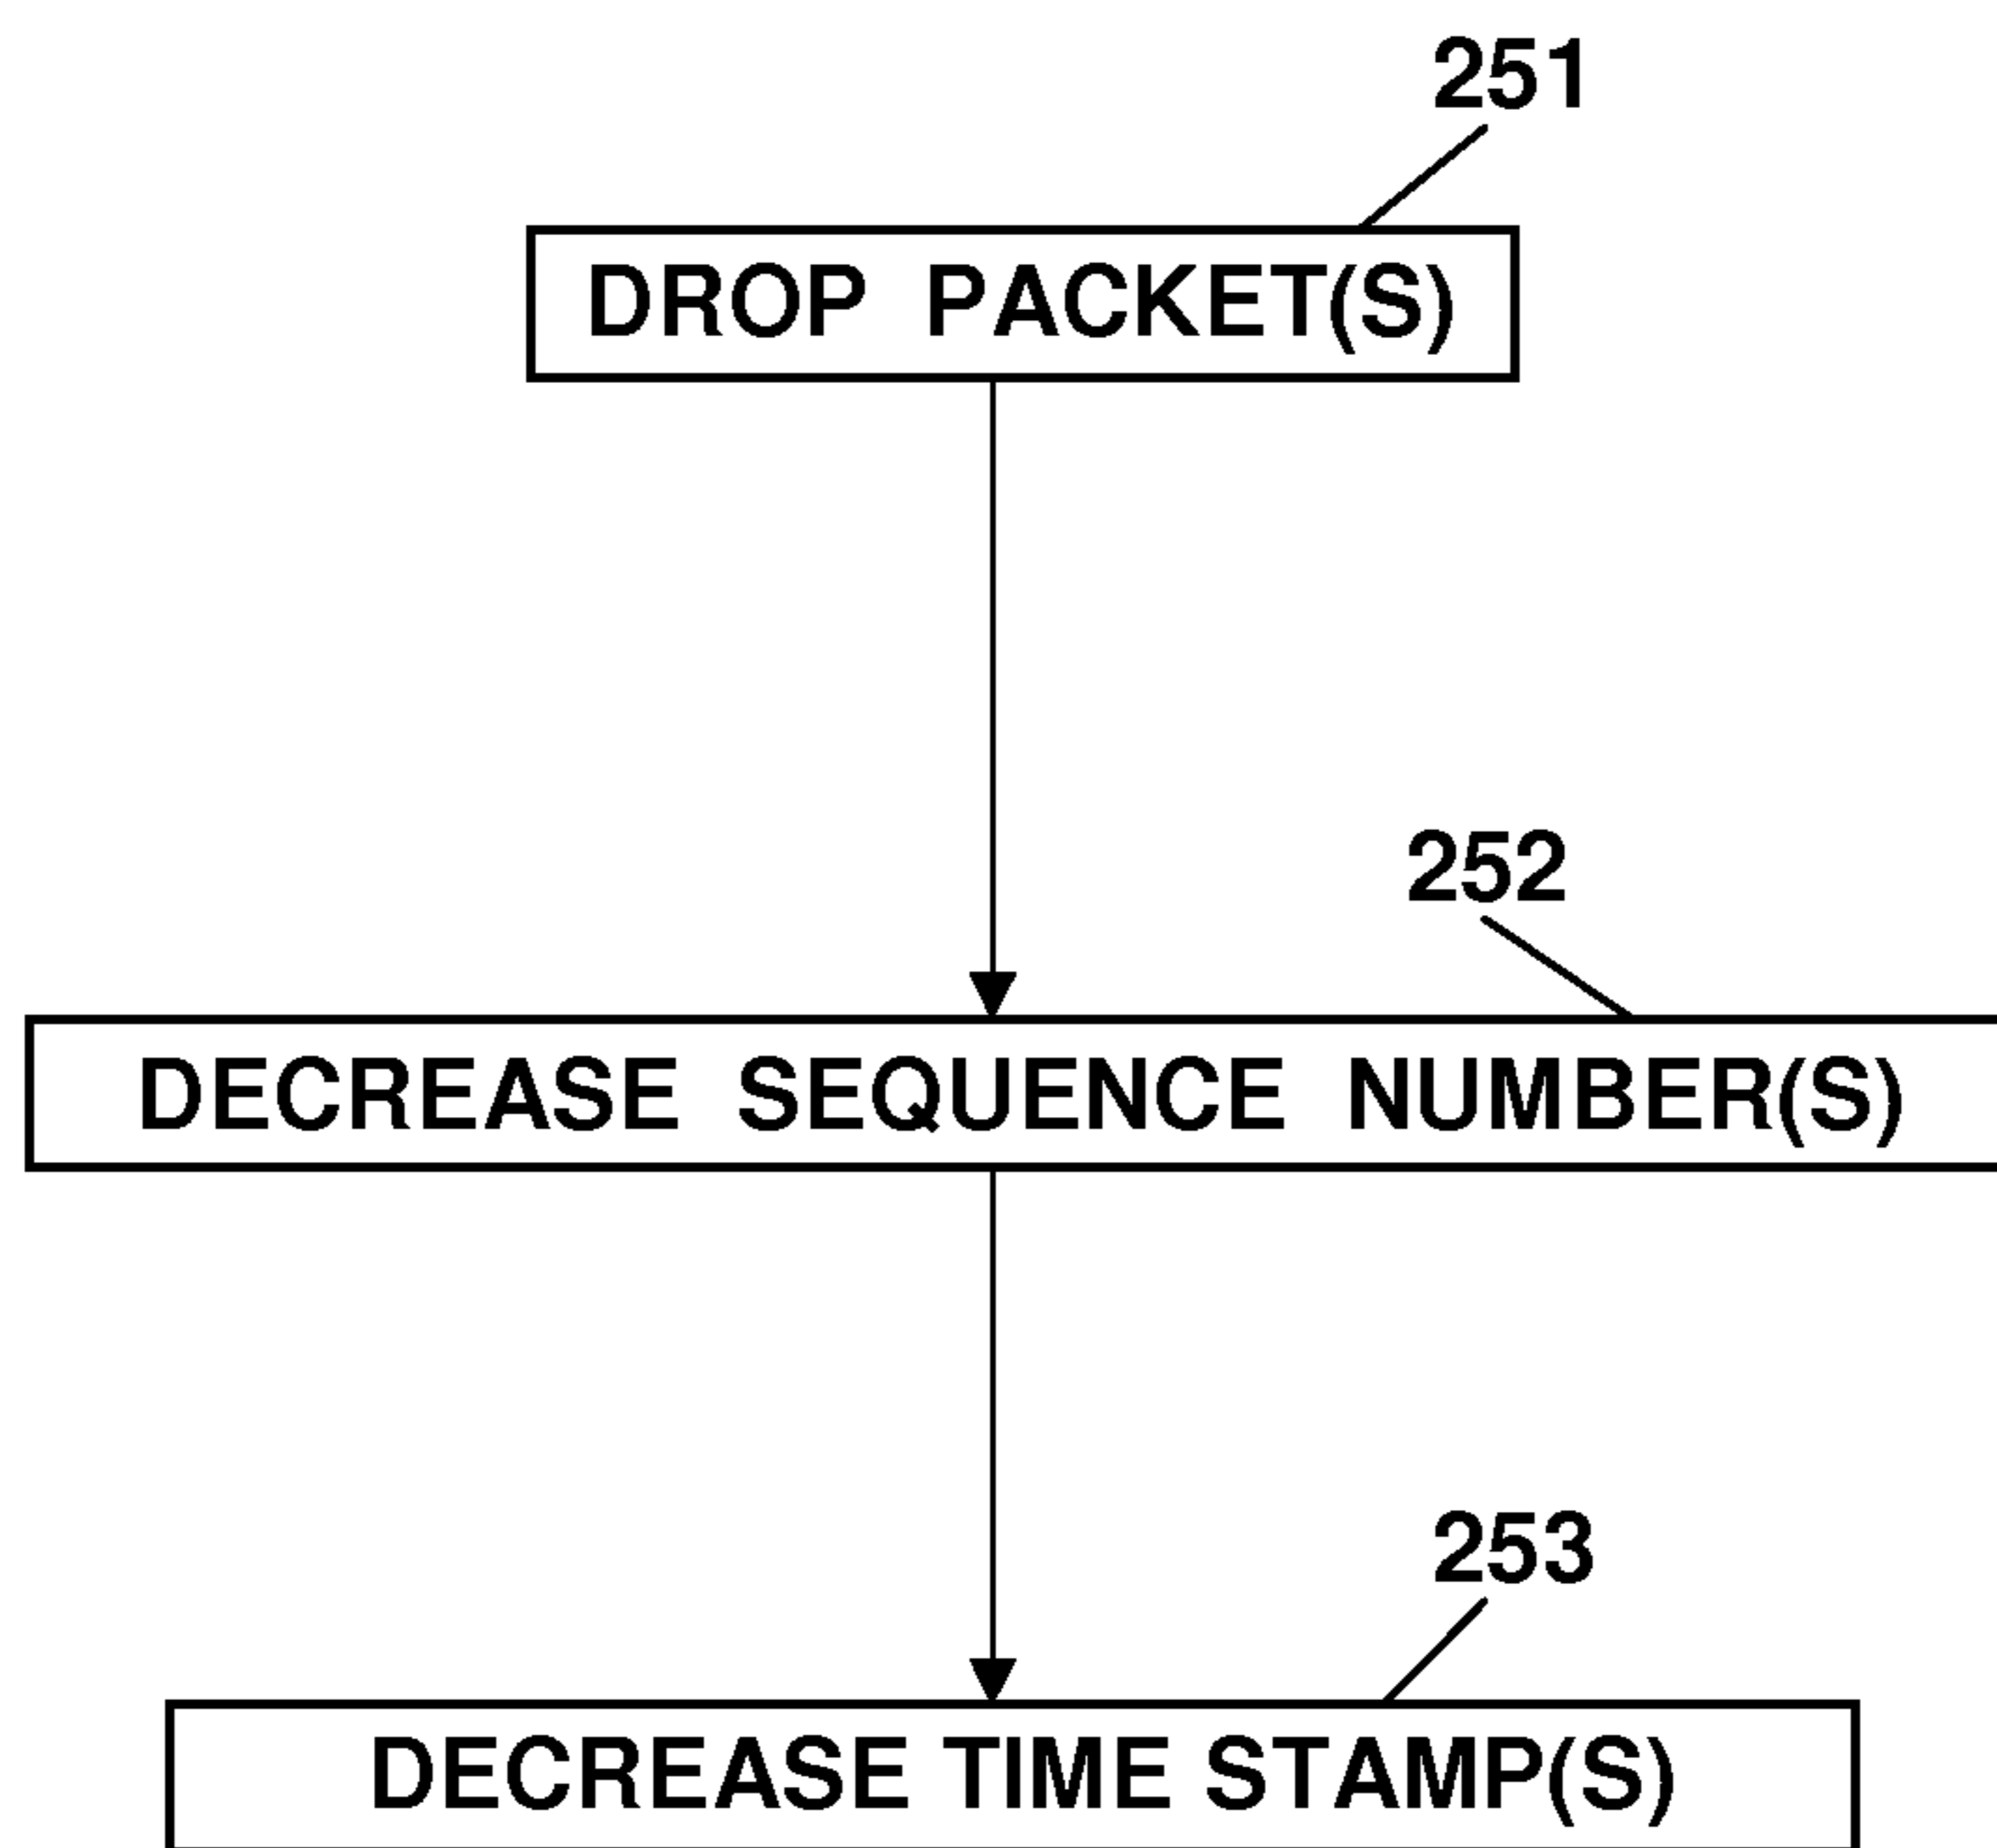 251
DROP PACKET(S)
252
DECREASE SEQUENCE NUMBER(S)
253
DECREASE TIME STAMP(S)